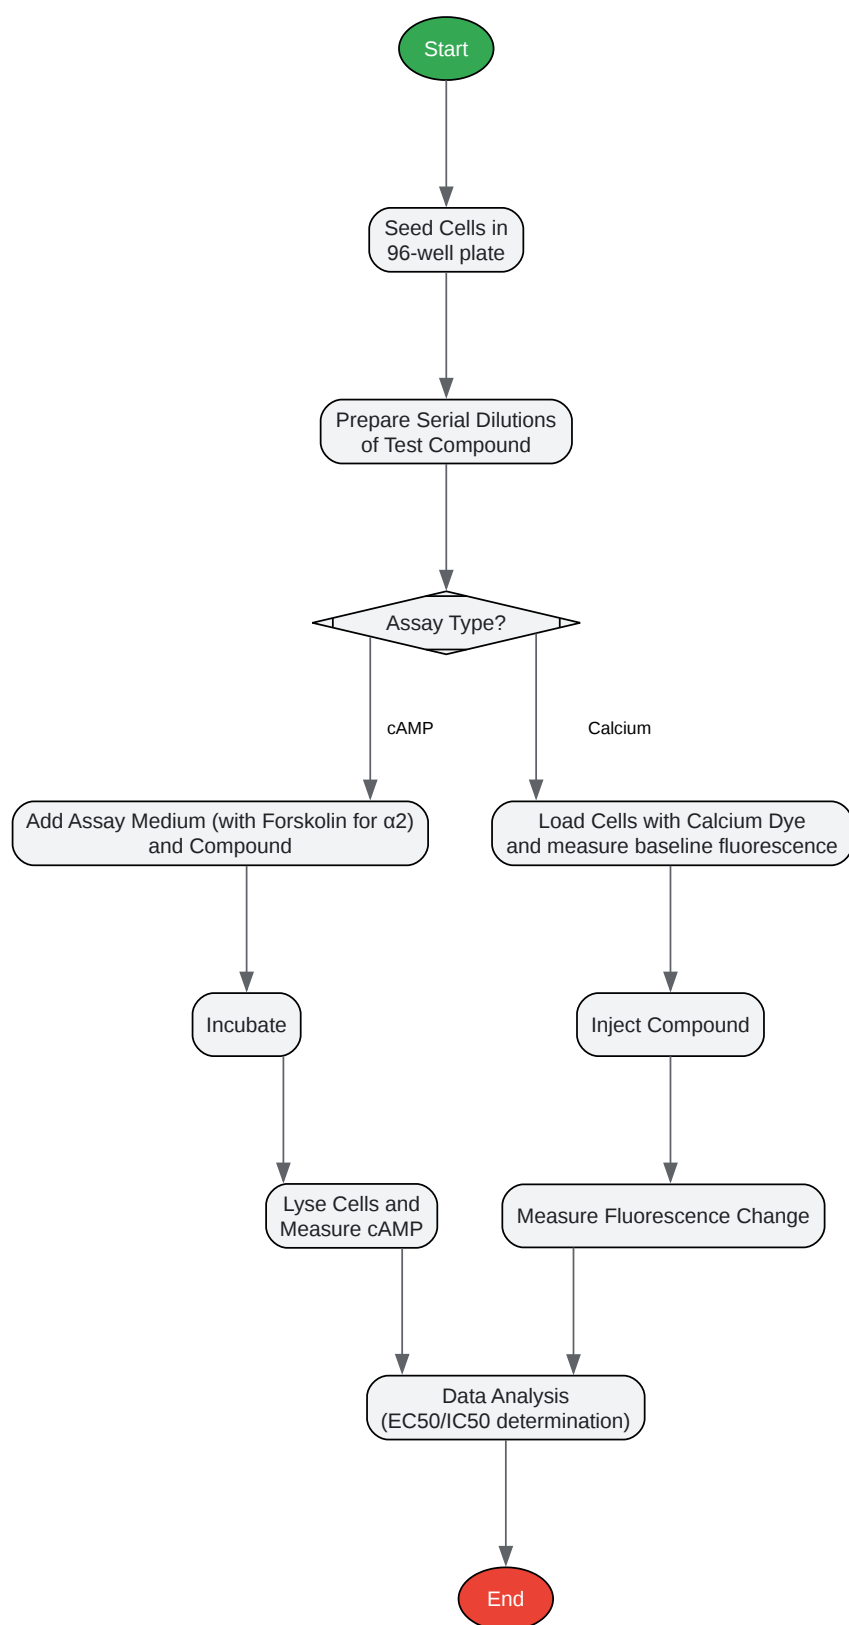 Start
Seed Cells in
96-well plate
Prepare Serial Dilutions
of Test Compound
Assay Type?
cAMP
Calcium
Add Assay Medium (with Forskolin for α2)
and Compound
Load Cells with Calcium Dye
and measure baseline fluorescence
Incubate
Inject Compound
Lyse Cells and
Measure cAMP
Measure Fluorescence Change
Data Analysis
(EC50/IC50 determination)
End